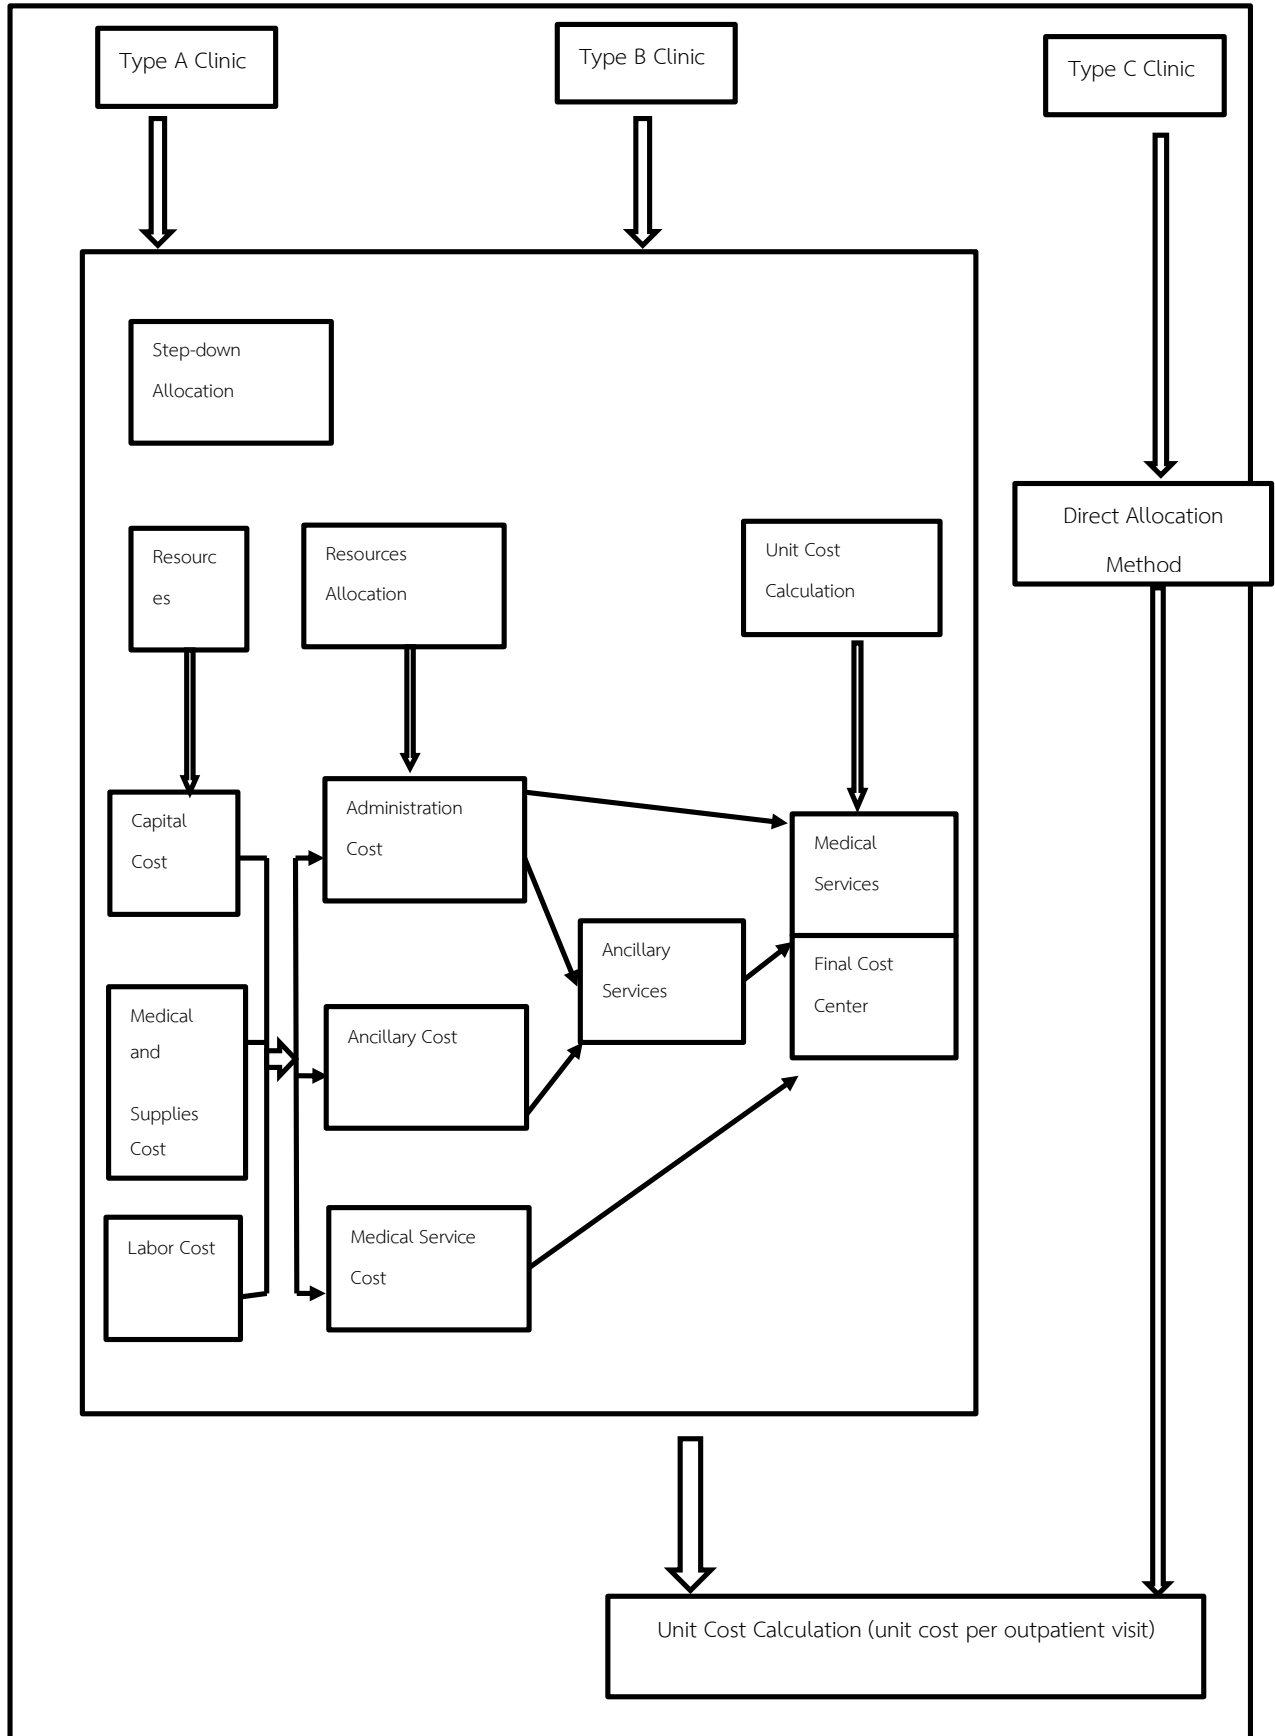 Type A Clinic
Type B Clinic
Type C Clinic
Step-down
Allocation
Direct Allocation
Method
Resourc
es
Resources
Allocation
Unit Cost
Calculation
Capital
Cost
Administration
Cost
Medical
Services
Ancillary
Services
Final Cost
Center
Medical
and
Supplies
Cost
Ancillary Cost
Labor Cost
Medical Service
Cost
Unit Cost Calculation (unit cost per outpatient visit)